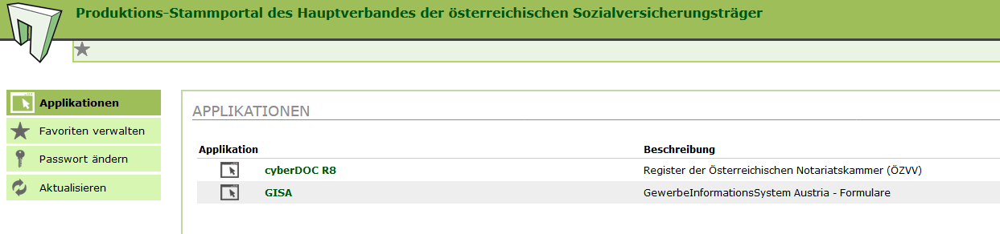 Produktions-Stammportal des Hauptverbandes der österreichischen Sozialversicherungsträger
Applikationen
Favoriten verwalten
Passwort ändern
Aktualisieren
APPLIKATIONEN
Applikation Beschreibung
cyberDOC R8 Register der Österreichischen Notariatskammer (ÖZVV)
GISA GewerbeInformationsSystem Austria - Formulare